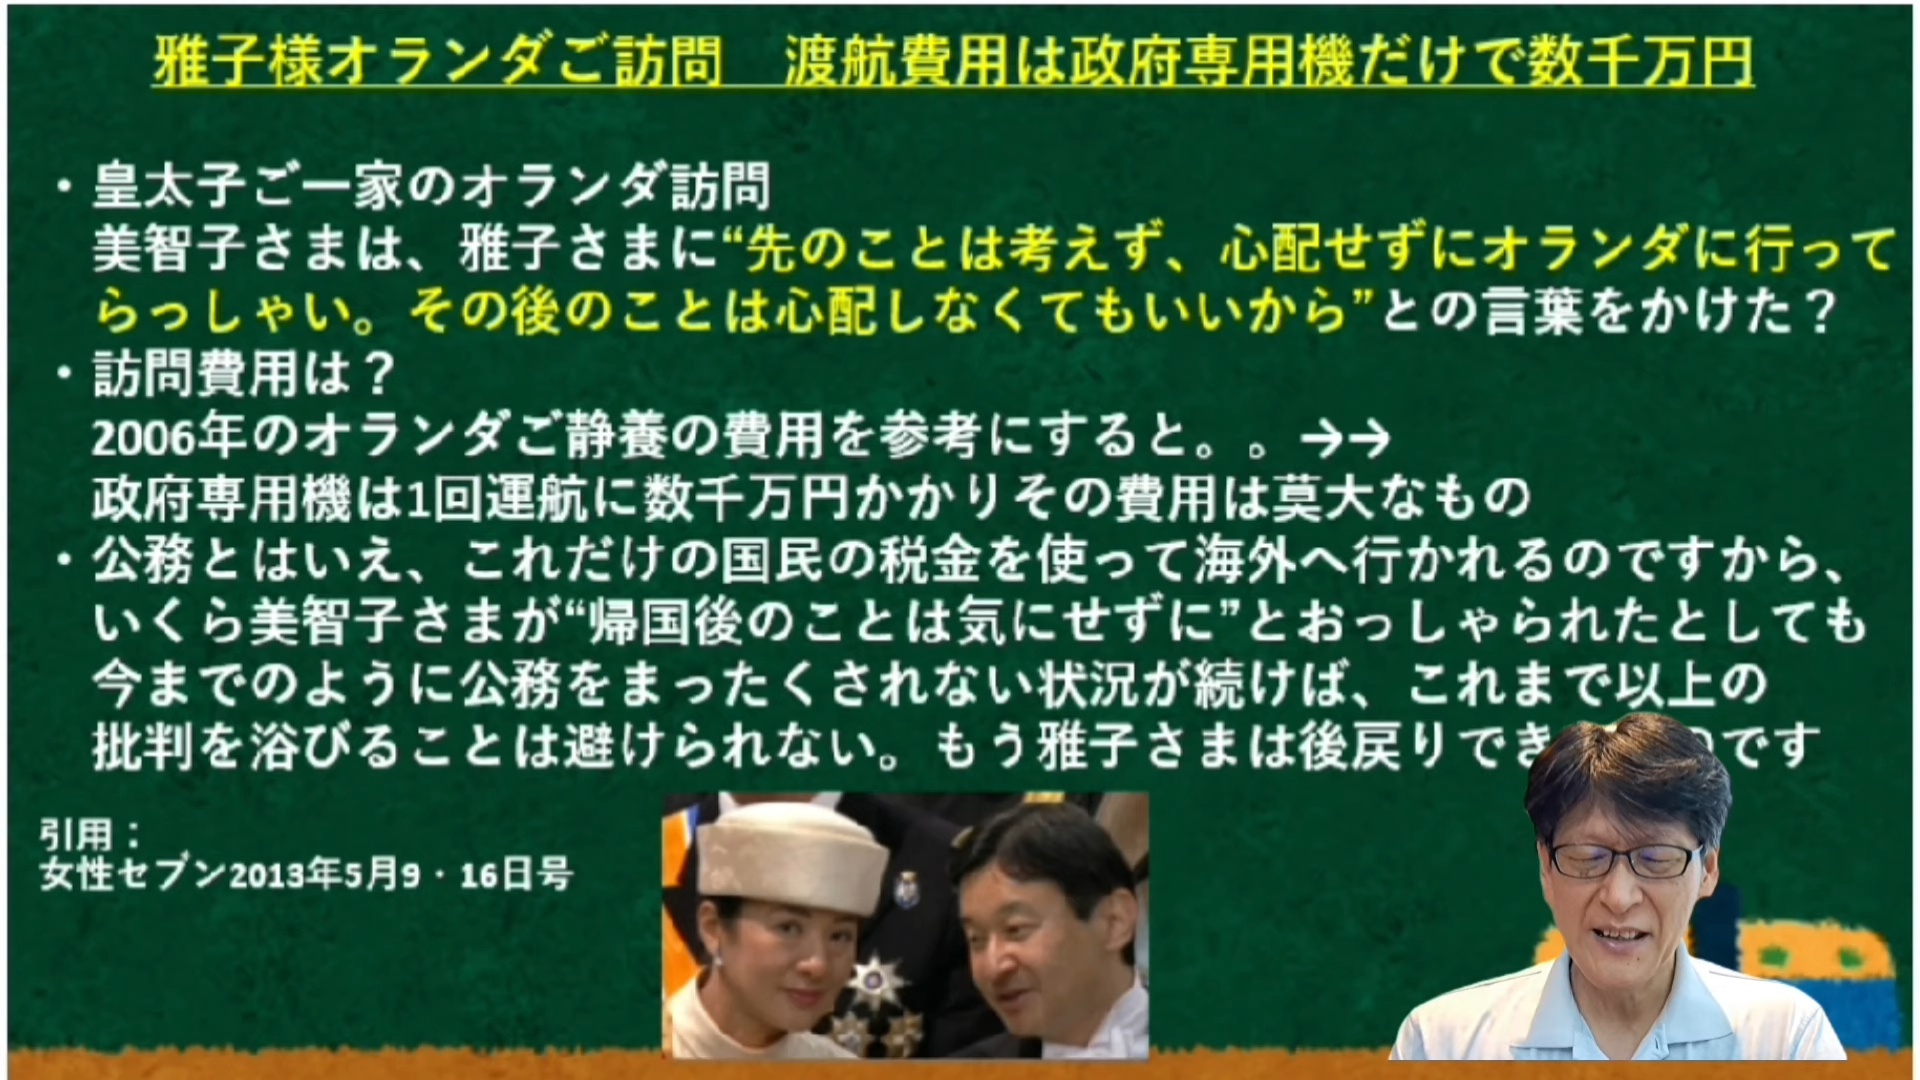 雅子様オランダご訪問　渡航費用は政府専用機だけで数千万円
・皇太子ご一家のオランダ訪問
美智子さまは、雅子さまに“先のことは考えず、心配せずにオランダに行って
らっしゃい。その後のことは心配しなくてもいいから”との言葉をかけた？
・訪問費用は？
2006年のオランダご静養の費用を参考にすると。。→→
政府専用機は1回運航に数千万円かかりその費用は莫大なもの
・公務とはいえ、これだけの国民の税金を使って海外へ行かれるのですから、
いくら美智子さまが“帰国後のことは気にせずに”とおっしゃられたとしても
今までのように公務をまったくされない状況が続けば、これまで以上の
批判を浴びることは避けられない。もう雅子さまは後戻りでき です
引用：
女性セブン2013年5月9・16日号